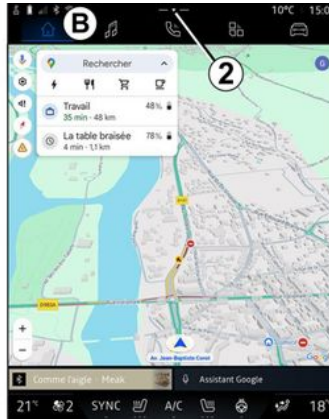 10°C 15:0
B
2
G
Rechercher
Travail 48%
35 min · 48 km
La table braisée 78%
4 min · 1,1 km
Av. Jean Baptiste Corot
Comme l'aigle - Meak
Assistant Google
21°C 2 SYNC A/C 18°